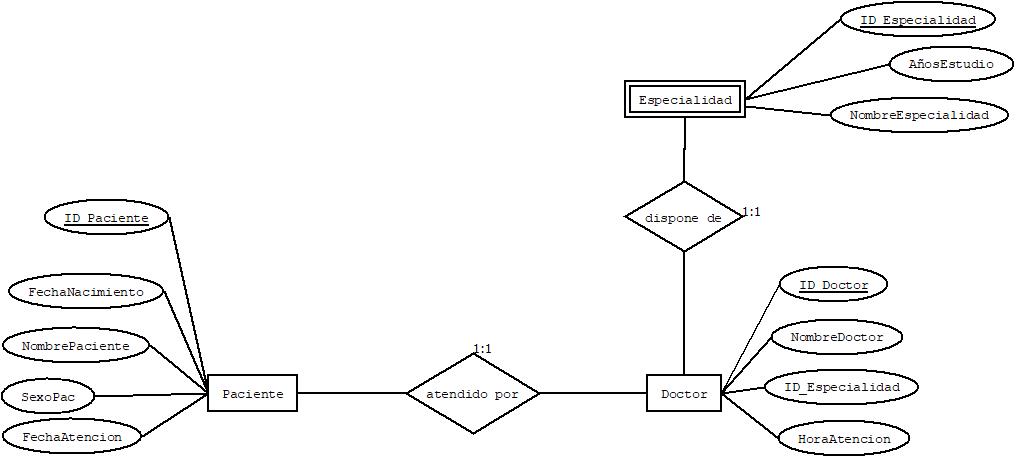 ID_Especialidad
AñosEstudio
Especialidad
NombreEspecialidad
dispone de
1:1
ID_Paciente
FechaNacimiento
ID_Doctor
NombrePaciente
NombreDoctor
1:1
SexoPac
Paciente
atendido por
Doctor
ID_Especialidad
FechaAtencion
HoraAtencion